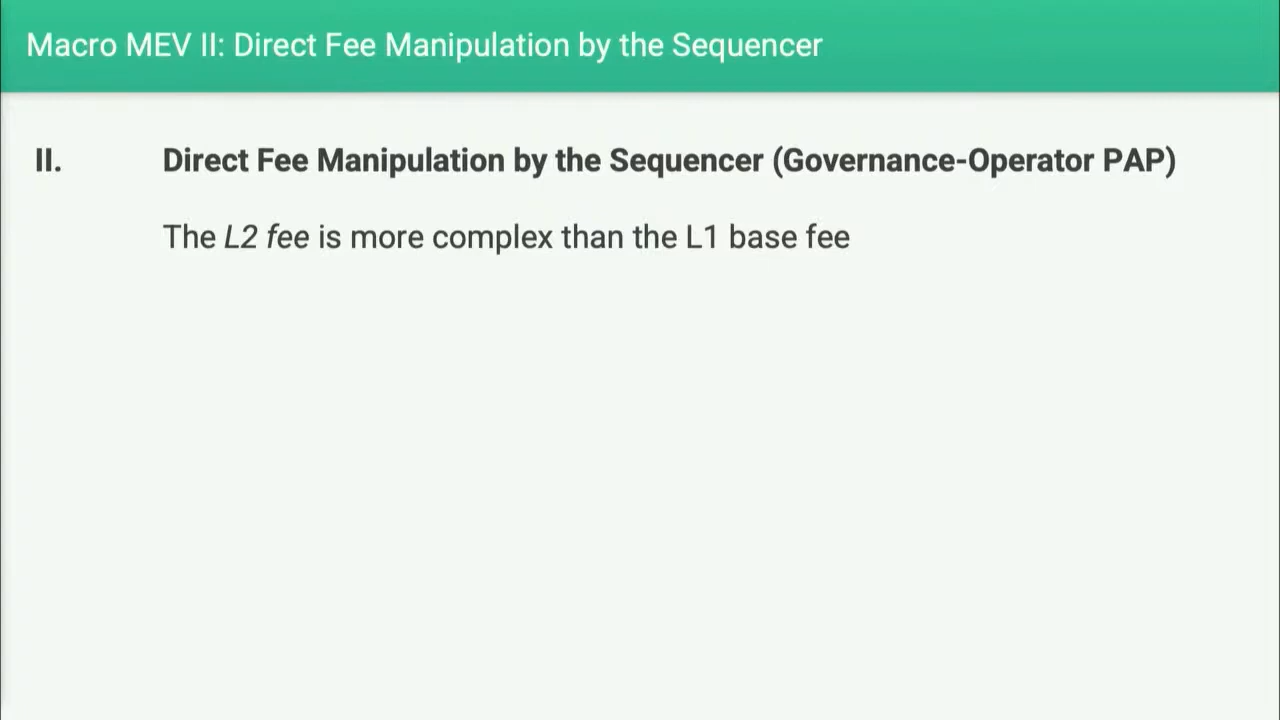 Macro MEV II: Direct Fee Manipulation by the Sequencer
II. Direct Fee Manipulation by the Sequencer (Governance-Operator PAP)
The L2 fee is more complex than the L1 base fee